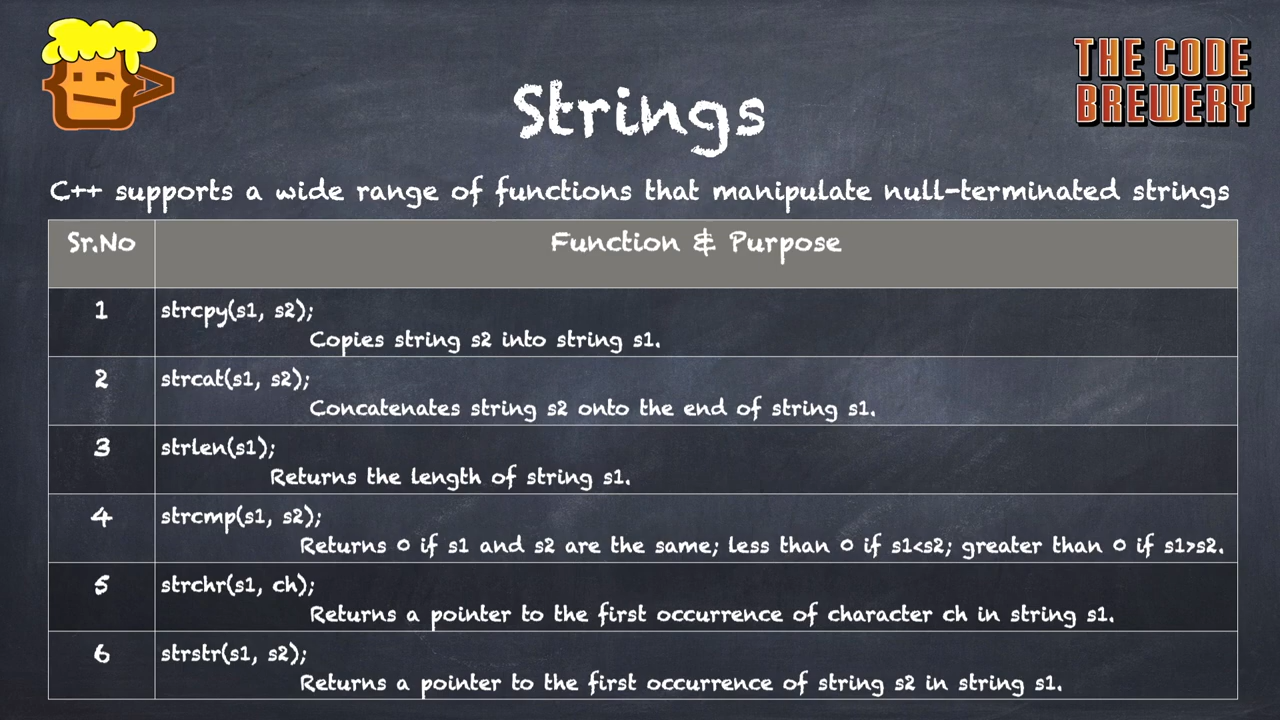 THE CODE
BREWERY
Strings
C++ supports a wide range of functions that manipulate null-terminated strings
Sr.No Function & Purpose
1 strcpy(s1, s2);
Copies string s2 into string s1.
2 strcat(s1, s2);
Concatenates string s2 onto the end of string s1.
3 strlen(s1);
Returns the length of string s1.
4 strcmp(s1, s2);
Returns 0 if s1 and s2 are the same; less than 0 if s1<s2; greater than 0 if s1>s2.
5 strchr(s1, ch);
Returns a pointer to the first occurrence of character ch in string s1.
6 strstr(s1, s2);
Returns a pointer to the first occurrence of string s2 in string s1.